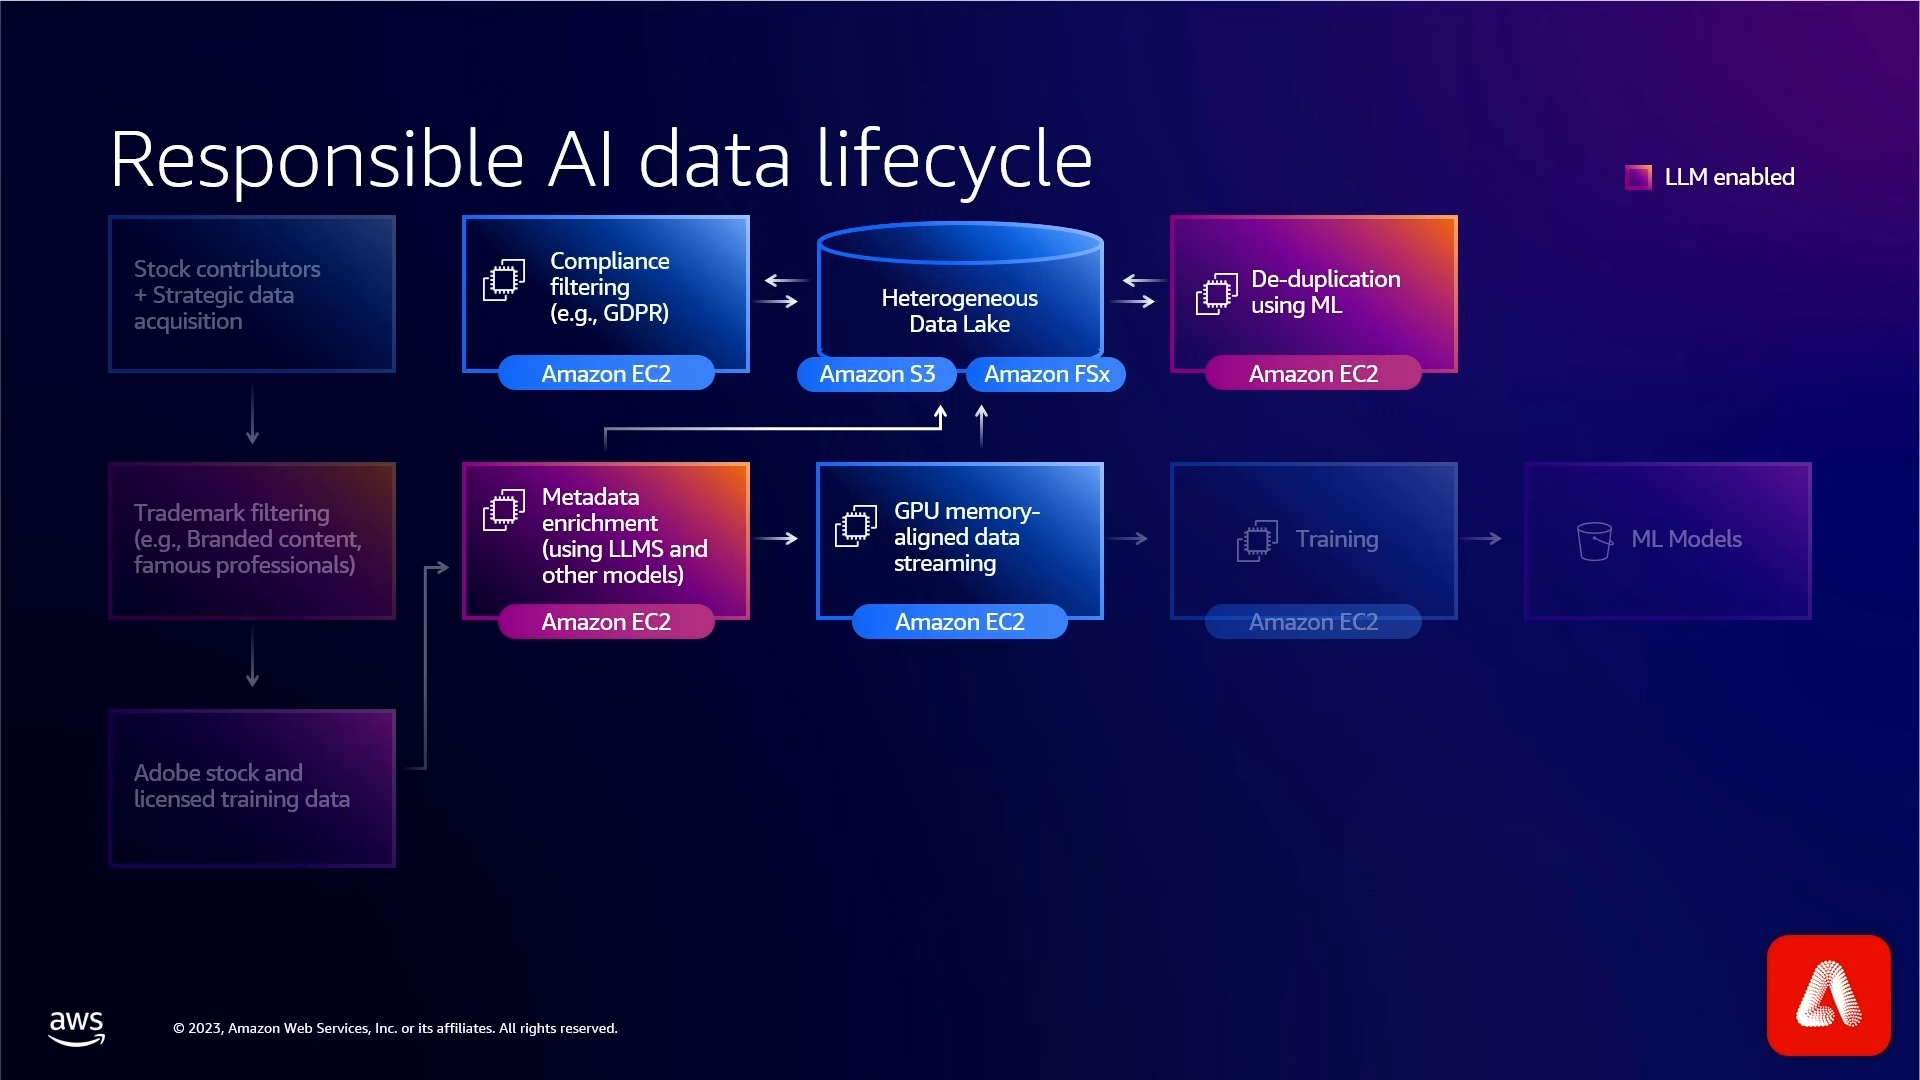 Responsible AI data lifecycle
LLM enabled
Stock contributors
+ Strategic data
acquisition
Compliance
filtering
(e.g., GDPR)
Amazon EC2
Heterogeneous
Data Lake
Amazon S3
Amazon FSx
De-duplication
using ML
Amazon EC2
Trademark filtering
(e.g., Branded content,
famous professionals)
Metadata
enrichment
(using LLMS and
other models)
Amazon EC2
GPU memory-
aligned data
streaming
Amazon EC2
Training
Amazon EC2
ML Models
Adobe stock and
licensed training data
aws
© 2023, Amazon Web Services, Inc. or its affiliates. All rights reserved.